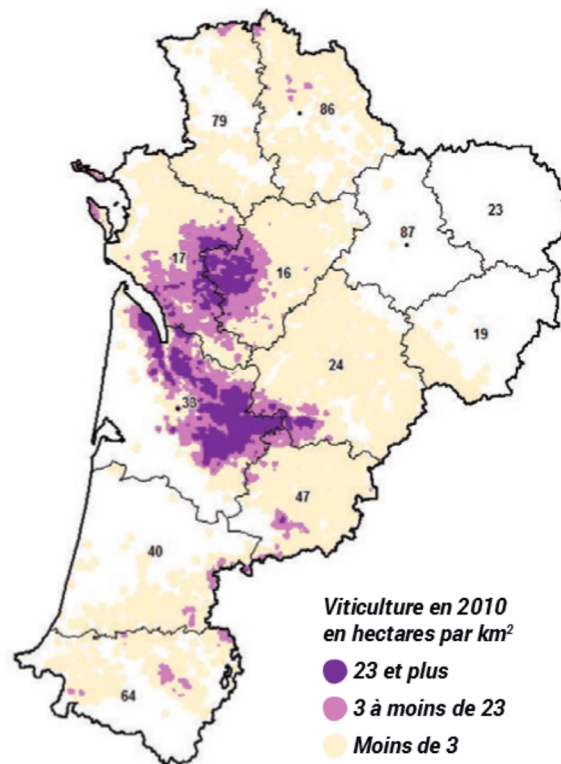 79
86
23
87
17
16
19
24
33
47
40
64
Viticulture en 2010
en hectares par km²
23 et plus
3 à moins de 23
Moins de 3